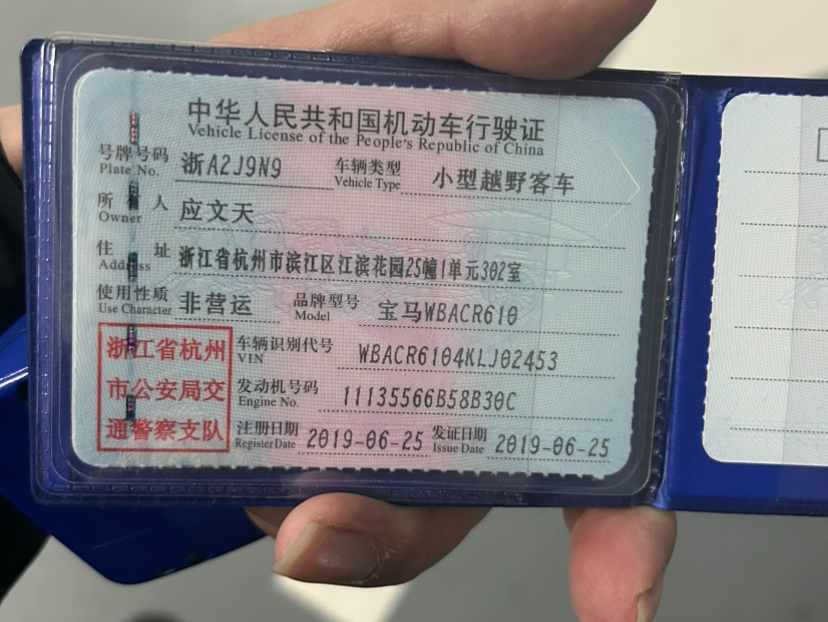 中华人民共和国机动车行驶证
Vehicle License of the People's Republic of China
号牌号码 浙A2J9N9 车辆类型 小型越野客车
Plate No. Vehicle Type
所有人 应文天
Owner
住址 浙江省杭州市滨江区江滨花园25幢1单元302室
Address
使用性质 非营运 品牌型号 宝马WBACR610
Use Character Model
浙江省杭州
市公安局交
通警察支队
车辆识别代号 WBACR6104KLJ02453
VIN
发动机号码 11135566B58B30C
Engine No.
注册日期 2019-06-25 发证日期 2019-06-25
Register Date Issue Date